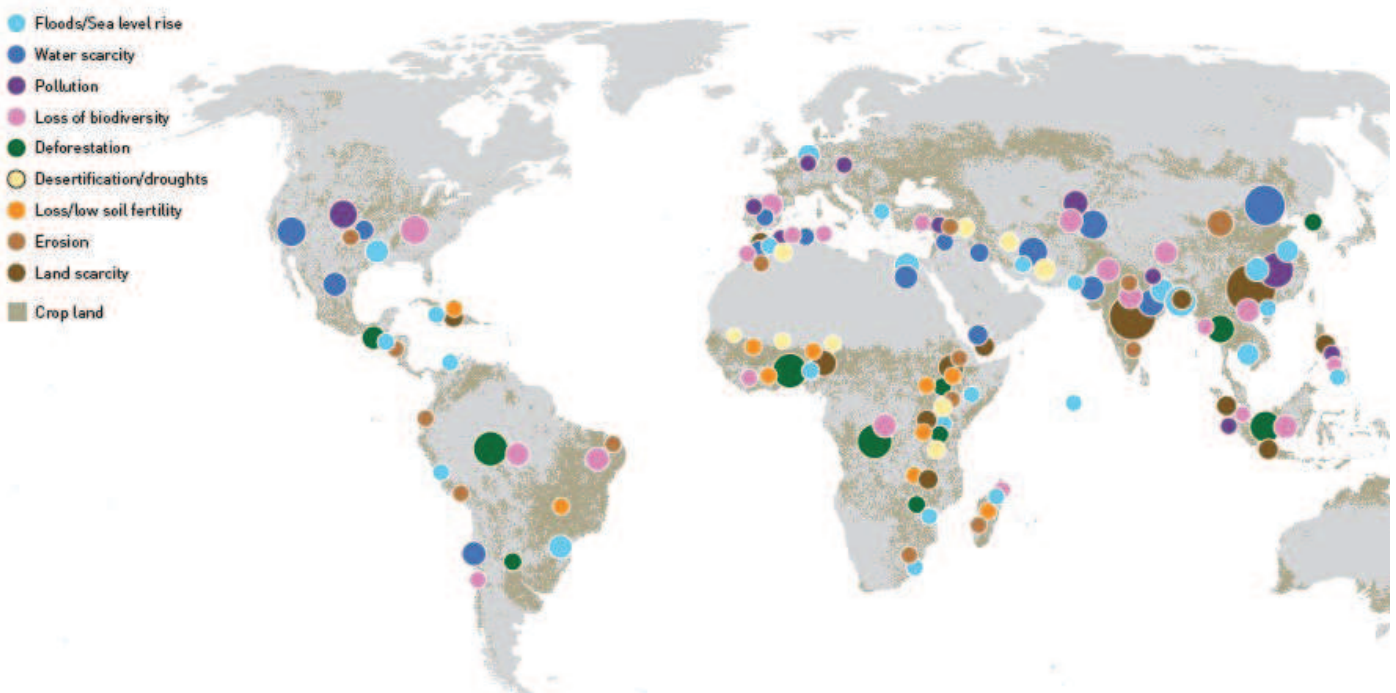 Floods/Sea level rise
Water scarcity
Pollution
Loss of biodiversity
Deforestation
Desertification/droughts
Loss/low soil fertility
Erosion
Land scarcity
Crop land